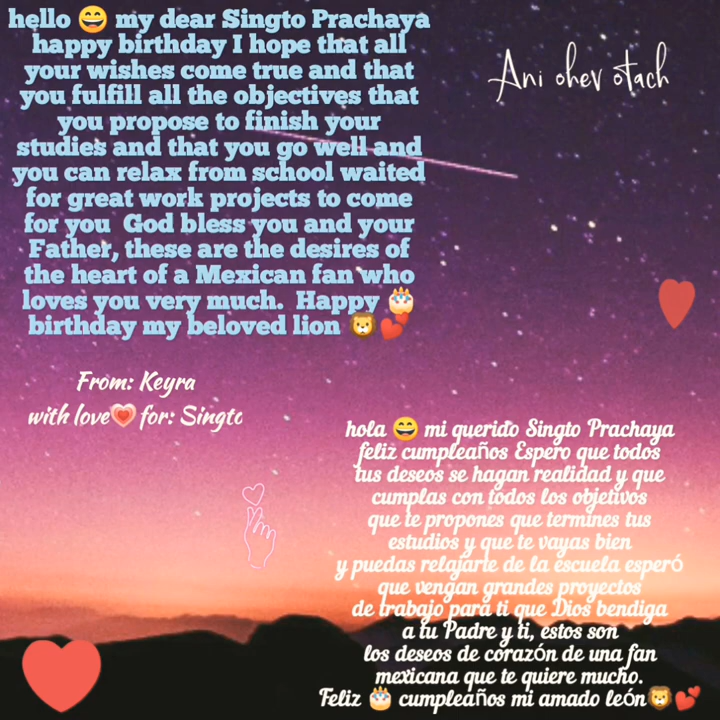 hello 😄 my dear Singto Prachaya
happy birthday I hope that all
your wishes come true and that
you fulfill all the objectives that
you propose to finish your
studies and that you go well and
you can relax from school waited
for great work projects to come
for you God bless you and your
Father, these are the desires of
the heart of a Mexican fan who
loves you very much. Happy 🎂
birthday my beloved lion 🦁💕
Ani ohev otach
From: Keyra
with love💗 for: Singto
hola 😄 mi querido Singto Prachaya
feliz cumpleaños Espero que todos
tus deseos se hagan realidad y que
cumplas con todos los objetivos
que te propones que termines tus
estudios y que te vayas bien
y puedas relajarte de la escuela esperó
que vengan grandes proyectos
de trabajo para ti que Dios bendiga
a tu Padre y ti, estos son
los deseos de corazón de una fan
mexicana que te quiere mucho.
Feliz 🎂 cumpleaños mi amado león🦁💕